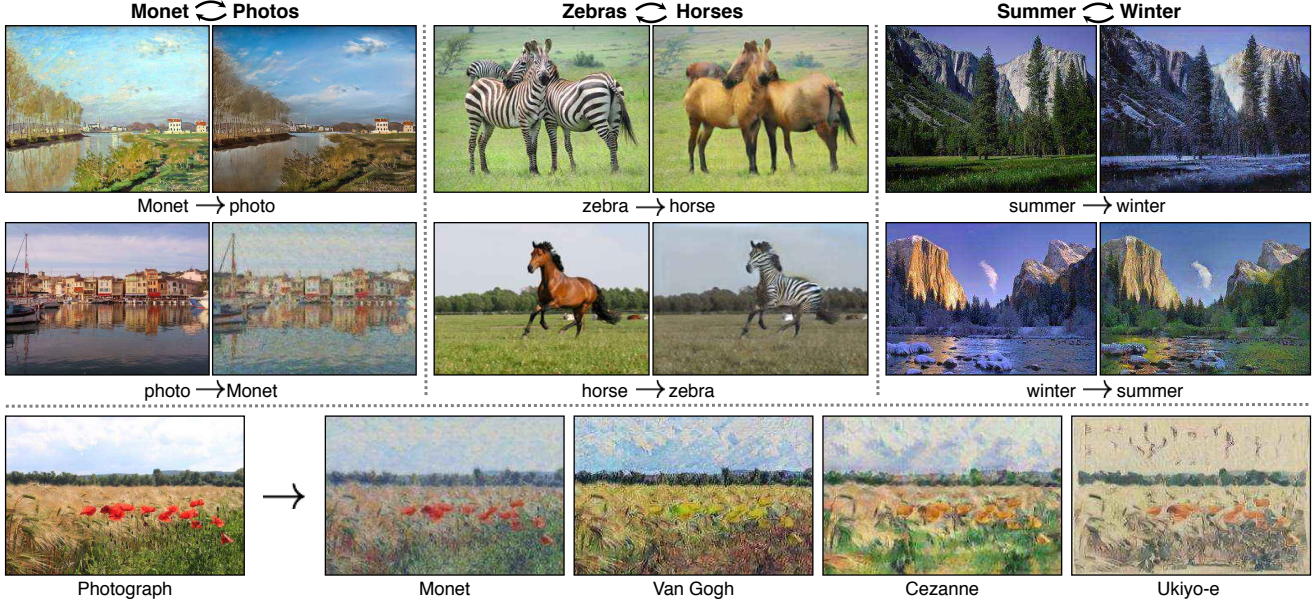 Monet Photos
Zebras Horses
Summer Winter
Monet → photo
zebra → horse
summer → winter
photo → Monet
horse → zebra
winter → summer
Photograph
Monet
Van Gogh
Cezanne
Ukiyo-e